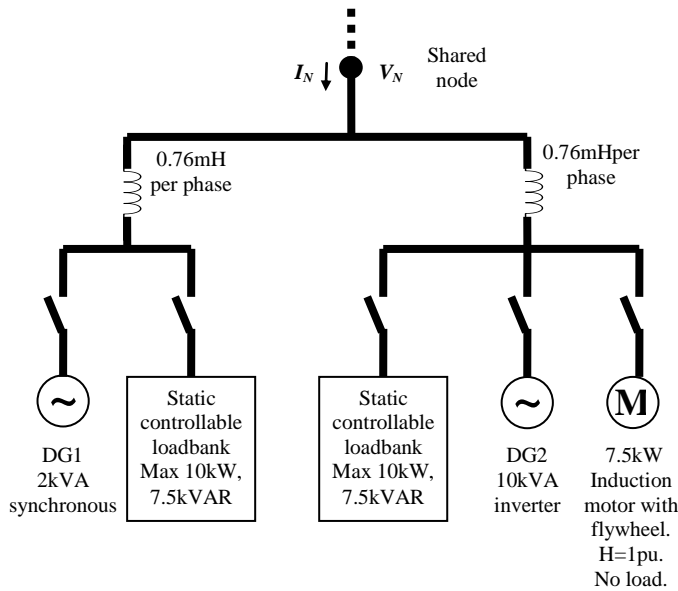 I_N
V_N
Shared
node
0.76mH
per phase
0.76mHper
phase
~
DG1
2kVA
synchronous
Static
controllable
loadbank
Max 10kW,
7.5kVAR
Static
controllable
loadbank
Max 10kW,
7.5kVAR
~
DG2
10kVA
inverter
M
7.5kW
Induction
motor with
flywheel.
H=1pu.
No load.